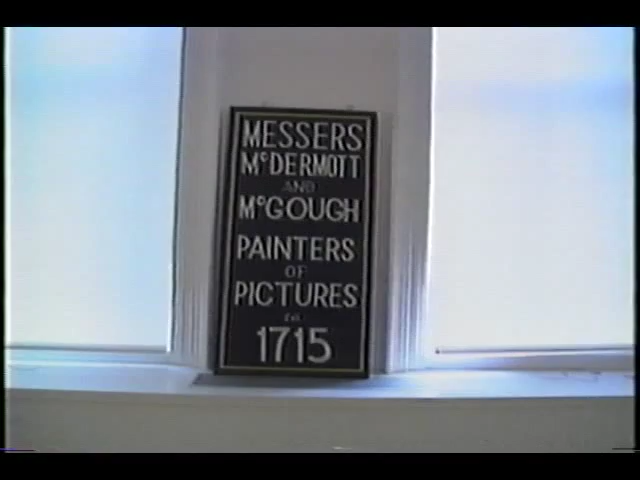 MESSERS
McDERMOTT
AND
McGOUGH
PAINTERS
OF
PICTURES
1715